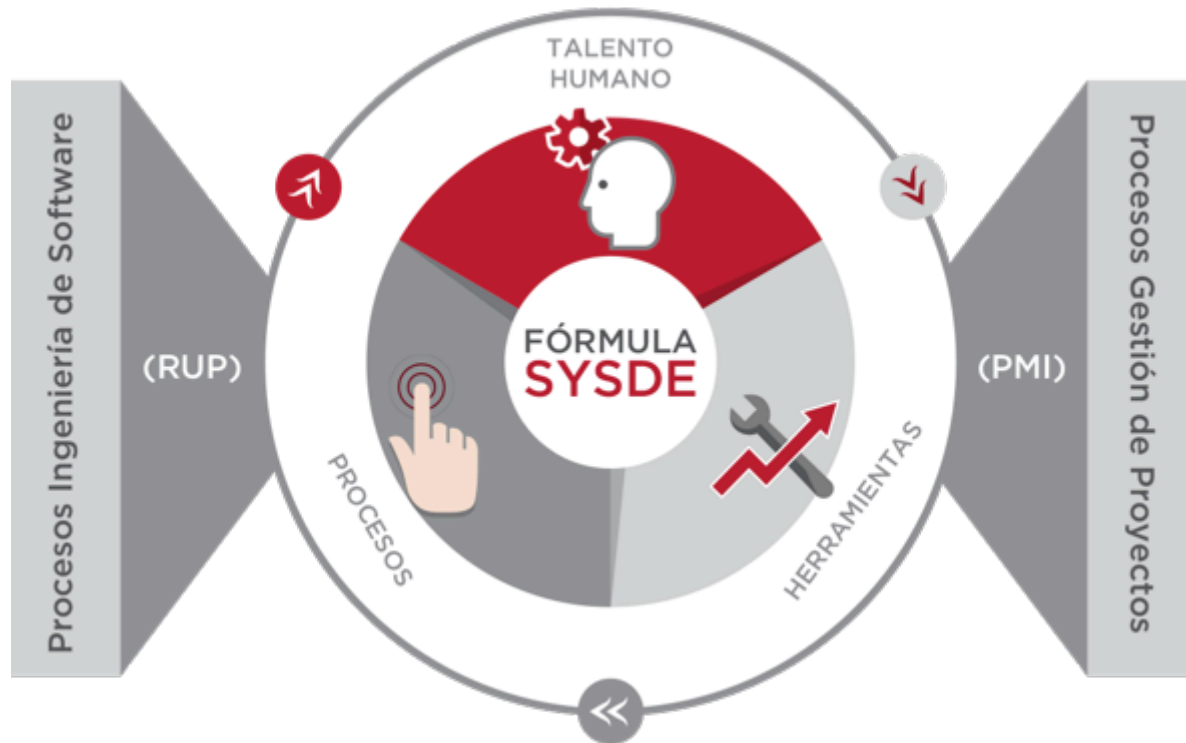 TALENTO
HUMANO
Procesos Ingeniería de Software
(RUP)
FÓRMULA
SYSDE
(PMI)
Procesos Gestión de Proyectos
PROCESOS
HERRAMIENTAS